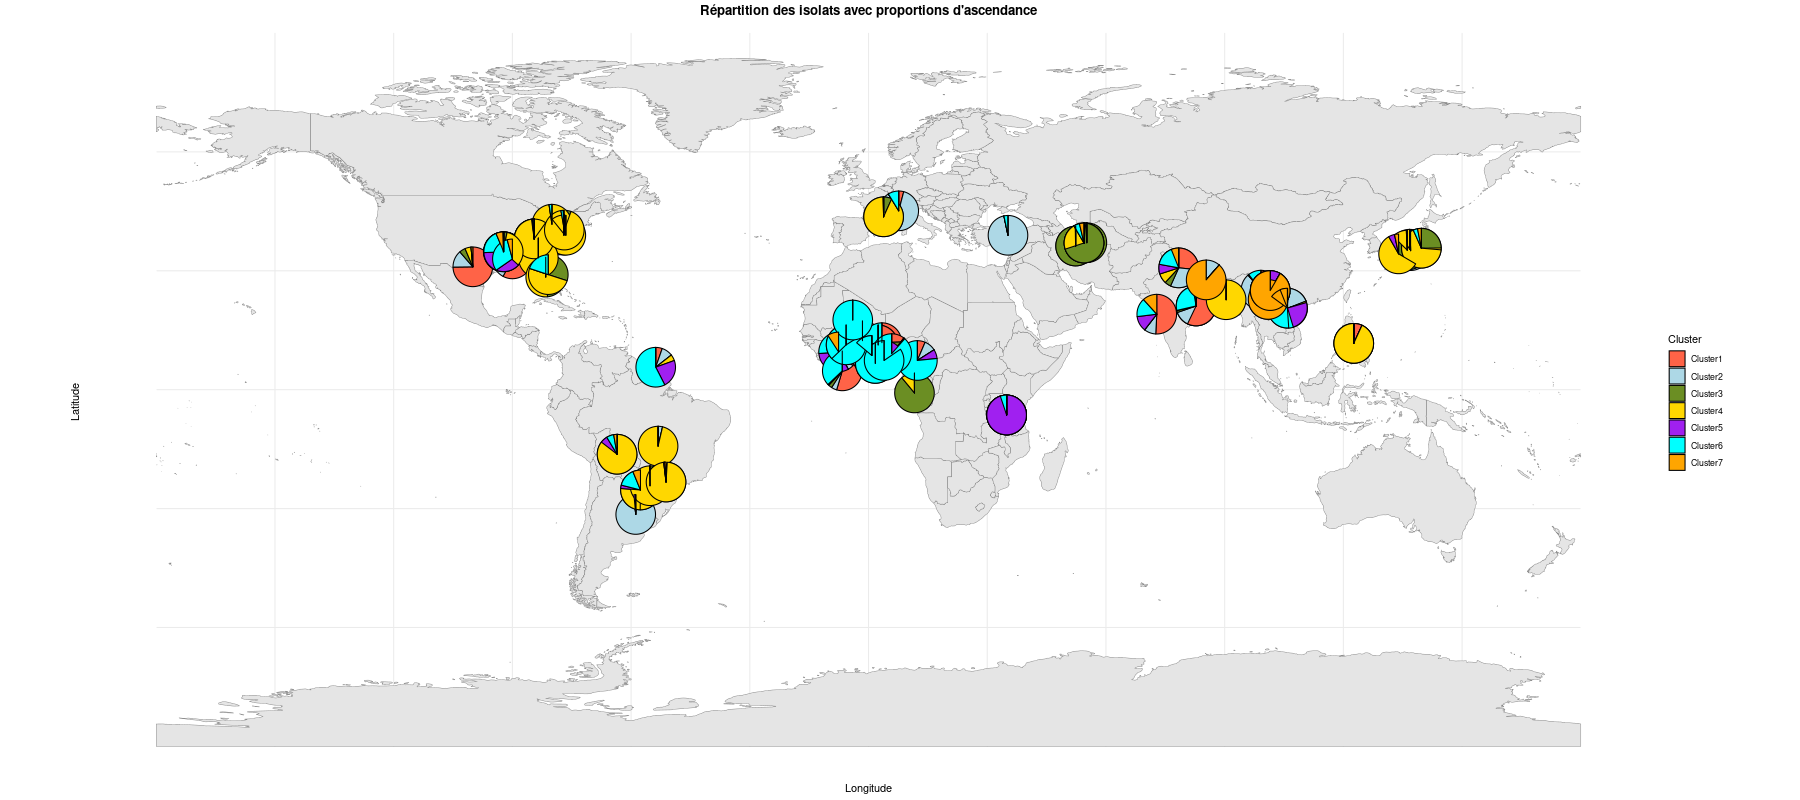 Répartition des isolats avec proportions d'ascendance
Latitude
Longitude
Cluster
Cluster1
Cluster2
Cluster3
Cluster4
Cluster5
Cluster6
Cluster7